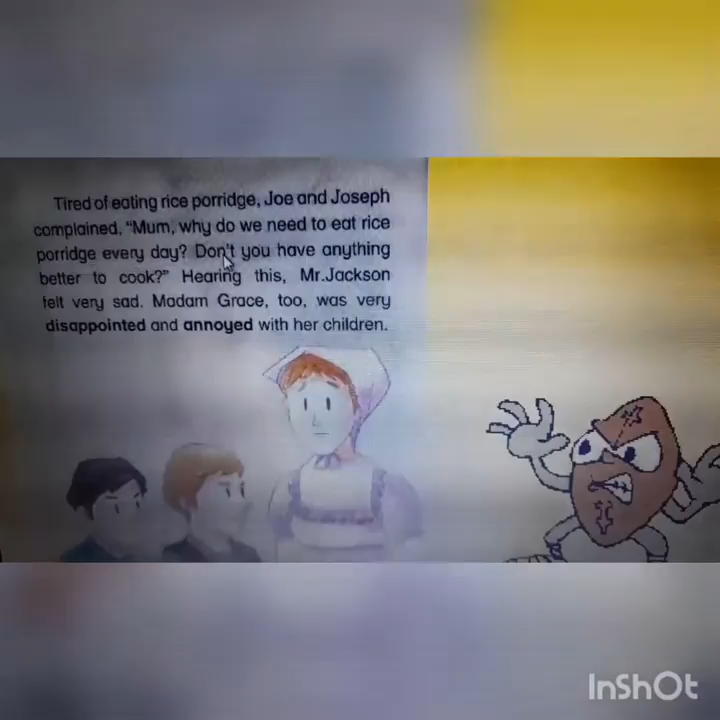 Tired of eating rice porridge, Joe and Joseph
complained, “Mum, why do we need to eat rice
porridge every day? Don't you have anything
better to cook?” Hearing this, Mr.Jackson
felt very sad. Madam Grace, too, was very
disappointed and annoyed with her children.
InShOt